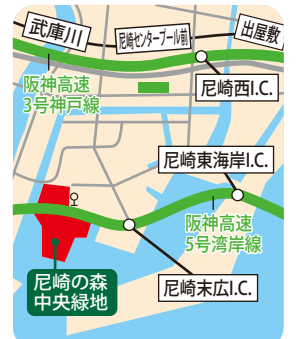 武庫川
尼崎センタープール前
出屋敷
阪神高速
3号神戸線
尼崎西I.C.
尼崎東海岸I.C.
阪神高速
5号湾岸線
尼崎の森
中央緑地
尼崎末広I.C.